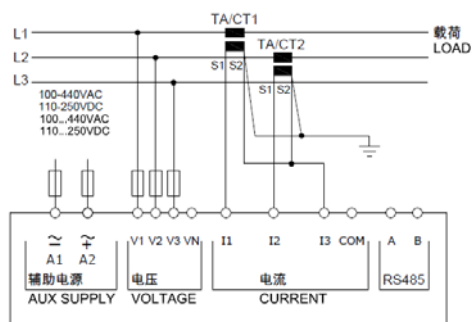 TA/CT1
L1
载荷
LOAD
TA/CT2
L2
S1 S2
L3
S1 S2
100-440VAC
110-250VDC
100...440VAC
110...250VDC
V1 V2 V3 VN I1 I2 I3 COM A B
A1 A2
辅助电源 电压 电流 RS485
AUX SUPPLY VOLTAGE CURRENT